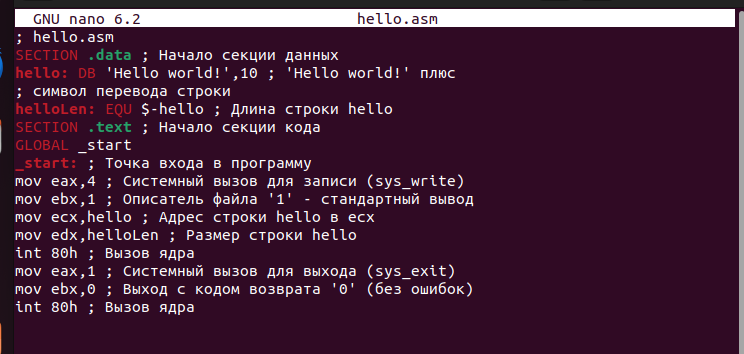 GNU nano 6.2 hello.asm
; hello.asm
SECTION .data ; Начало секции данных
hello: DB 'Hello world!',10 ; 'Hello world!' плюс
; символ перевода строки
helloLen: EQU $-hello ; Длина строки hello
SECTION .text ; Начало секции кода
GLOBAL _start
_start: ; Точка входа в программу
mov eax,4 ; Системный вызов для записи (sys_write)
mov ebx,1 ; Описатель файла '1' - стандартный вывод
mov ecx,hello ; Адрес строки hello в ecx
mov edx,helloLen ; Размер строки hello
int 80h ; Вызов ядра
mov eax,1 ; Системный вызов для выхода (sys_exit)
mov ebx,0 ; Выход с кодом возврата '0' (без ошибок)
int 80h ; Вызов ядра